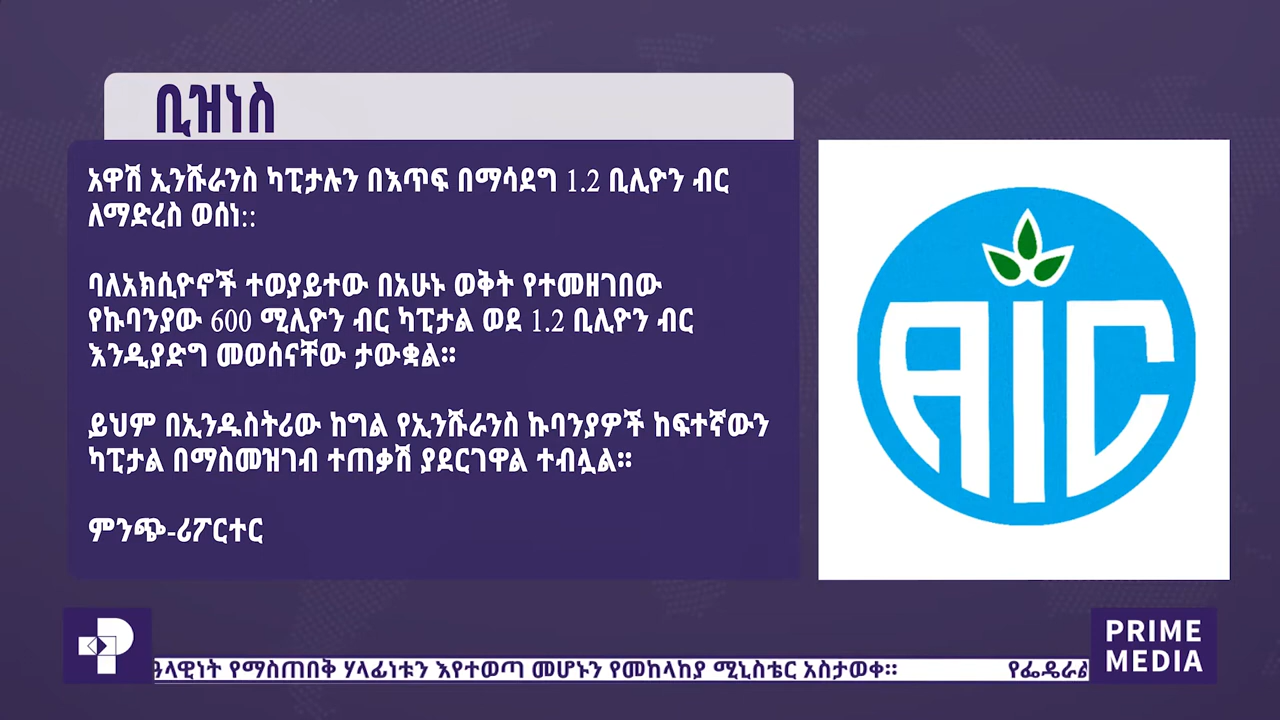 ቢዝነስ
አዋሽ ኢንሹራንስ ካፒታሉን በእጥፍ በማሳደግ 1.2 ቢሊዮን ብር
ለማድረስ ወሰነ::
ባለአክሲዮኖች ተወያይተው በአሁኑ ወቅት የተመዘገበው
የኩባንያው 600 ሚሊዮን ብር ካፒታል ወደ 1.2 ቢሊዮን ብር
እንዲያድግ መወሰናቸው ታውቋል።
ይህም በኢንዱስትሪው ከግል የኢንሹራንስ ኩባንያዎች ከፍተኛውን
ካፒታል በማስመዝገብ ተጠቃሽ ያደርገዋል ተብሏል።
ምንጭ-ሪፖርተር
AIC
የማስጠበቅ ሃላፊነቱን እየተወጣ መሆኑን የመከላከያ ሚኒስቴር አስታወቀ። የፌዴራል
PRIME
MEDIA